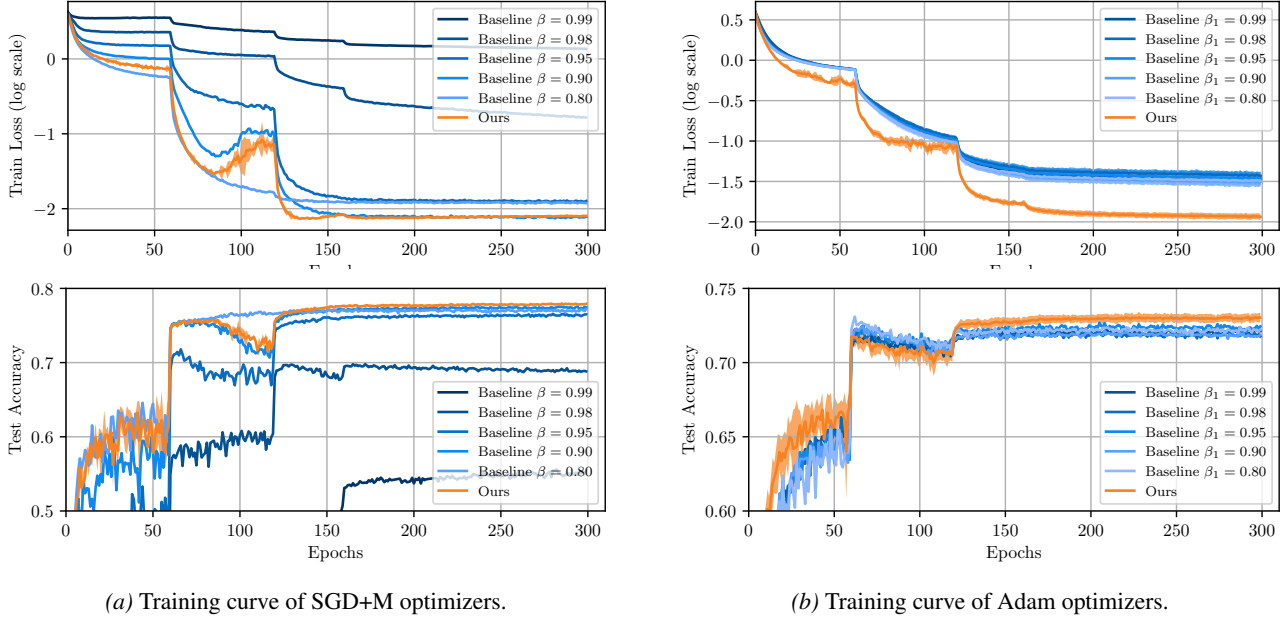 Train Loss (log scale)
0
−1
−2
0 50 100 150 200 250 300
Epochs
Baseline β = 0.99
Baseline β = 0.98
Baseline β = 0.95
Baseline β = 0.90
Baseline β = 0.80
Ours
Train Loss (log scale)
0.5
0.0
−0.5
−1.0
−1.5
−2.0
0 50 100 150 200 250 300
Epochs
Baseline β₁ = 0.99
Baseline β₁ = 0.98
Baseline β₁ = 0.95
Baseline β₁ = 0.90
Baseline β₁ = 0.80
Ours
Test Accuracy
0.8
0.7
0.6
0.5
0 50 100 150 200 250 300
Epochs
Baseline β = 0.99
Baseline β = 0.98
Baseline β = 0.95
Baseline β = 0.90
Baseline β = 0.80
Ours
Test Accuracy
0.75
0.70
0.65
0.60
0 50 100 150 200 250 300
Epochs
Baseline β₁ = 0.99
Baseline β₁ = 0.95
Baseline β₁ = 0.90
Baseline β₁ = 0.80
Ours
(a) Training curve of SGD+M optimizers.
(b) Training curve of Adam optimizers.